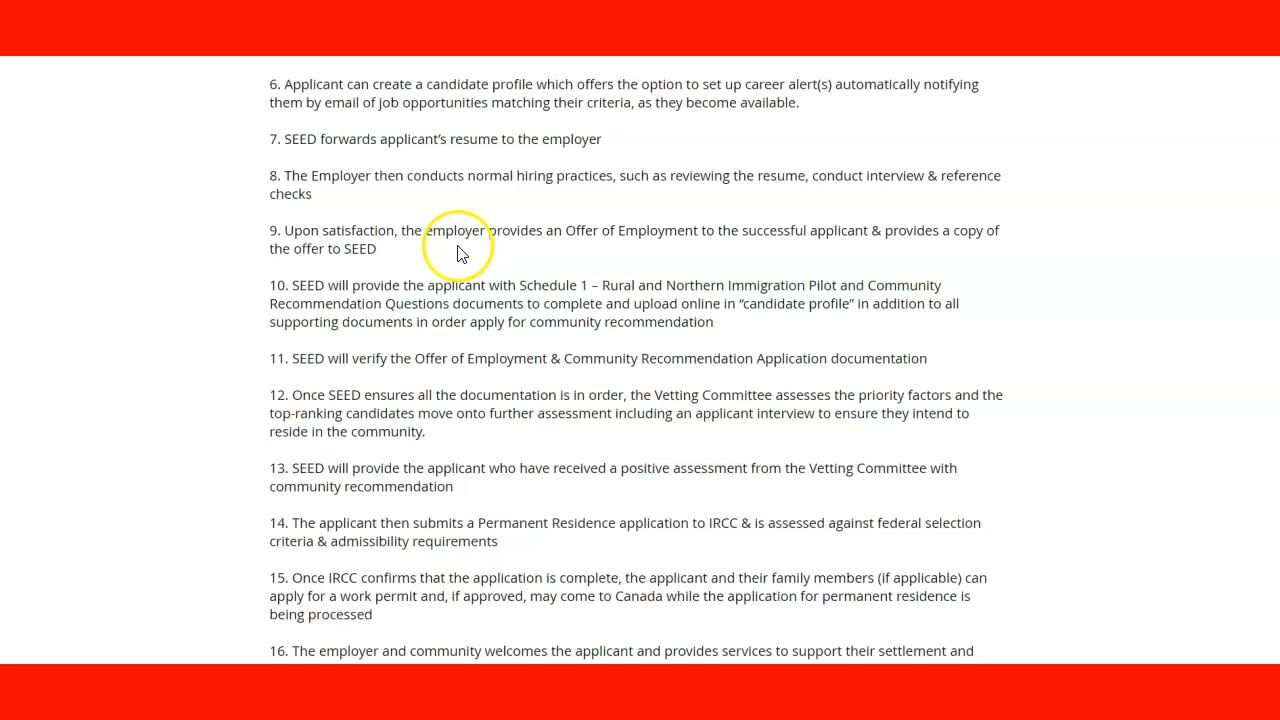 6. Applicant can create a candidate profile which offers the option to set up career alert(s) automatically notifying
them by email of job opportunities matching their criteria, as they become available.
7. SEED forwards applicant’s resume to the employer
8. The Employer then conducts normal hiring practices, such as reviewing the resume, conduct interview & reference
checks
9. Upon satisfaction, the employer provides an Offer of Employment to the successful applicant & provides a copy of
the offer to SEED
10. SEED will provide the applicant with Schedule 1 – Rural and Northern Immigration Pilot and Community
Recommendation Questions documents to complete and upload online in “candidate profile” in addition to all
supporting documents in order apply for community recommendation
11. SEED will verify the Offer of Employment & Community Recommendation Application documentation
12. Once SEED ensures all the documentation is in order, the Vetting Committee assesses the priority factors and the
top-ranking candidates move onto further assessment including an applicant interview to ensure they intend to
reside in the community.
13. SEED will provide the applicant who have received a positive assessment from the Vetting Committee with
community recommendation
14. The applicant then submits a Permanent Residence application to IRCC & is assessed against federal selection
criteria & admissibility requirements
15. Once IRCC confirms that the application is complete, the applicant and their family members (if applicable) can
apply for a work permit and, if approved, may come to Canada while the application for permanent residence is
being processed
16. The employer and community welcomes the applicant and provides services to support their settlement and